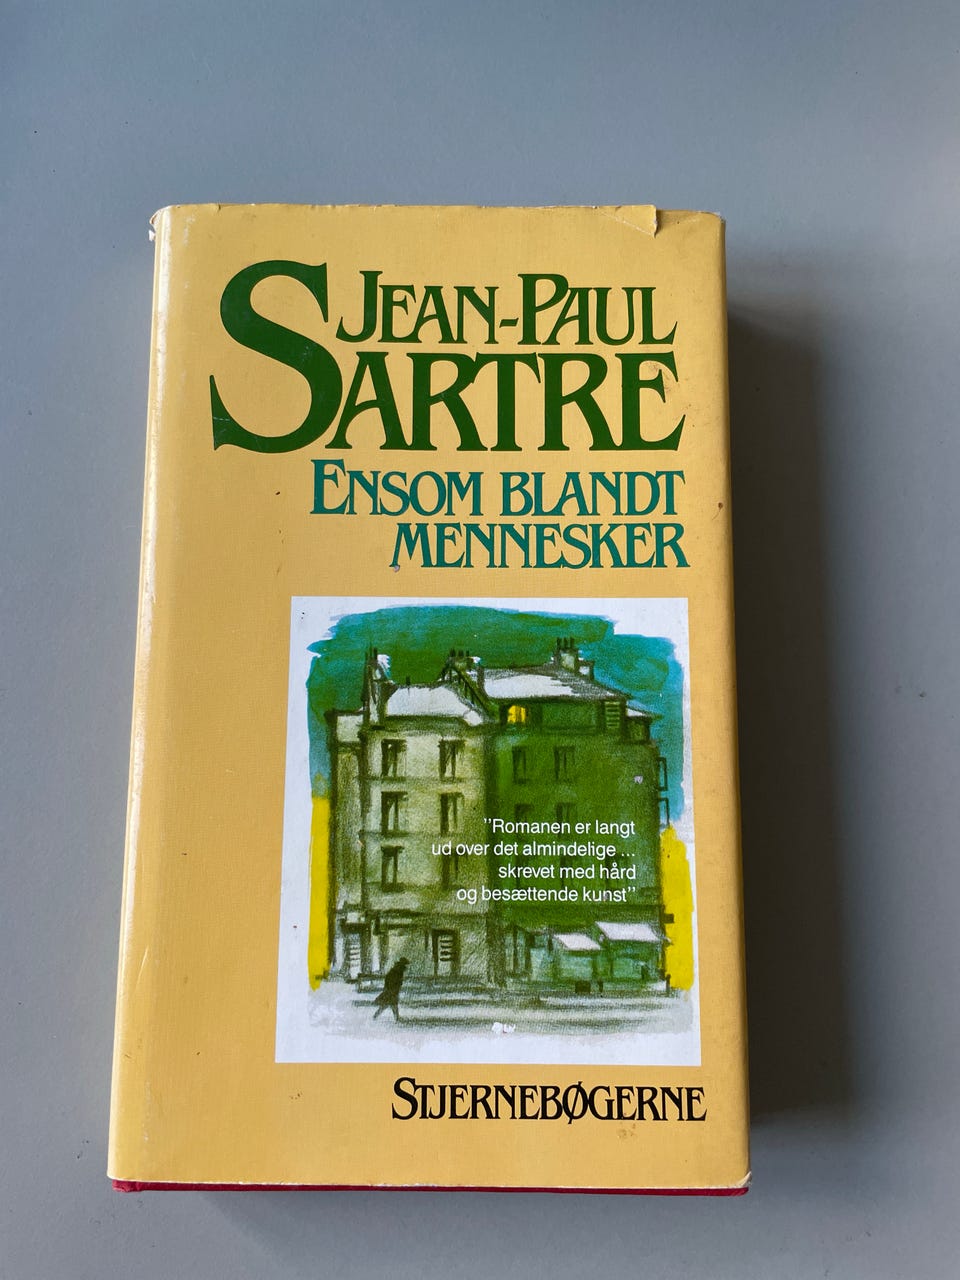 JEAN-PAUL
SARTRE
ENSOM BLANDT
MENNESKER
"Romanen er langt
ud over det almindelige ...
skrevet med hård
og besættende kunst"
STJERNEBØGERNE